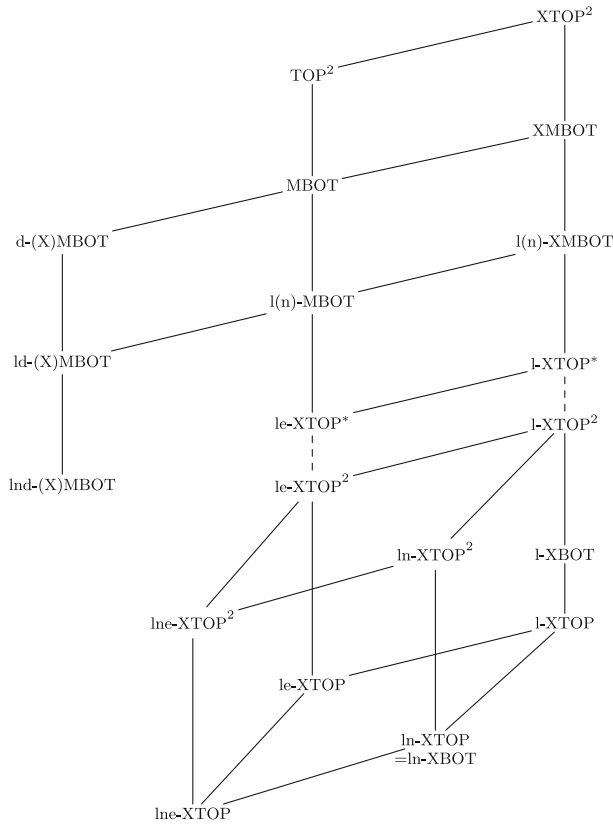 XTOP²
TOP²
XMBOT
MBOT
d-(X)MBOT
l(n)-XMBOT
l(n)-MBOT
ld-(X)MBOT
l-XTOP*
le-XTOP*
l-XTOP²
lnd-(X)MBOT
le-XTOP²
ln-XTOP²
l-XBOT
lne-XTOP²
l-XTOP
le-XTOP
ln-XTOP
=ln-XBOT
lne-XTOP